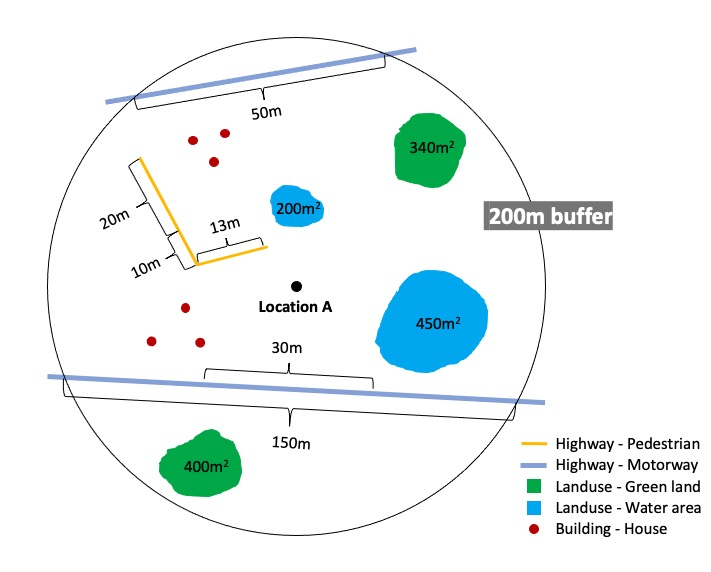 50m
340m²
200m²
200m buffer
20m
13m
10m
Location A
450m²
30m
150m
400m²
Highway - Pedestrian
Highway - Motorway
Landuse - Green land
Landuse - Water area
Building - House